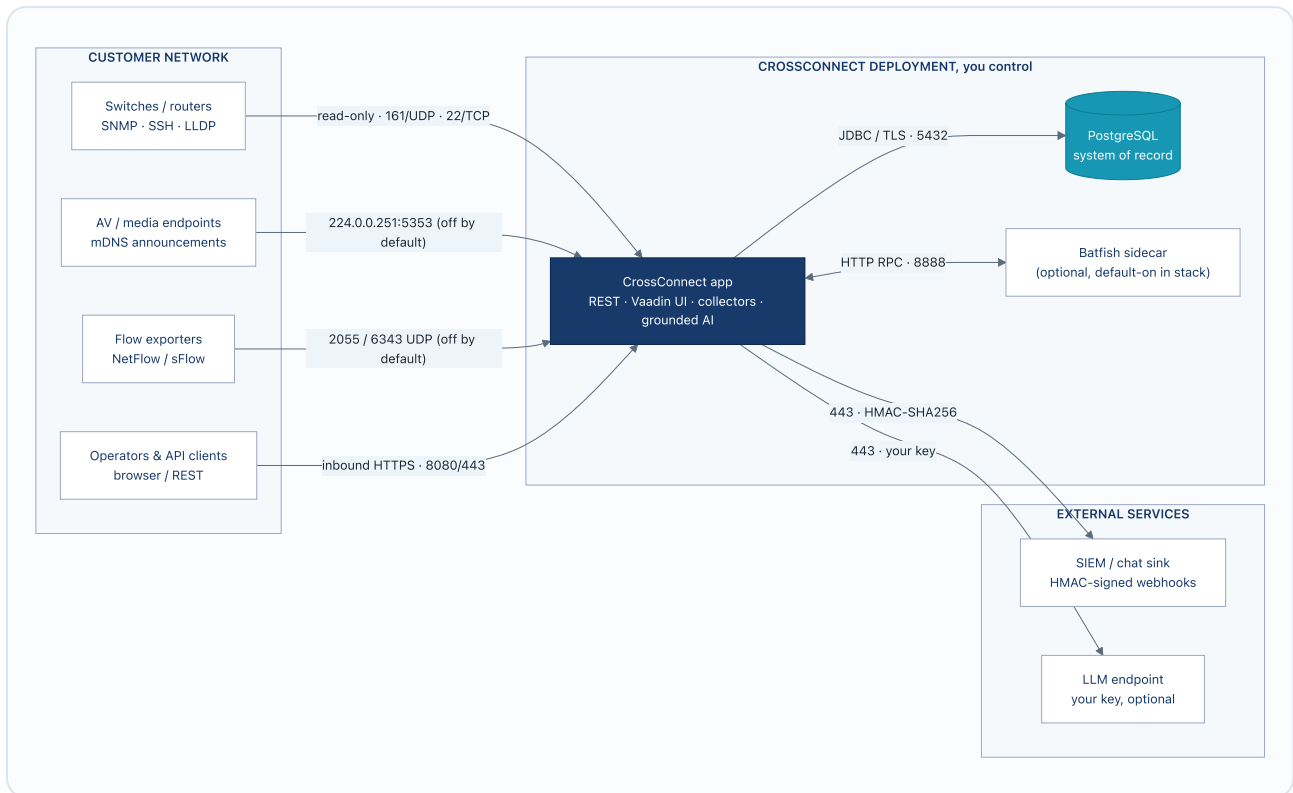 CUSTOMER NETWORK
Switches / routers
SNMP · SSH · LLDP
AV / media endpoints
mDNS announcements
Flow exporters
NetFlow / sFlow
Operators & API clients
browser / REST
read-only · 161/UDP · 22/TCP
224.0.0.251:5353 (off by
default)
2055 / 6343 UDP (off by
default)
inbound HTTPS · 8080/443
CROSSCONNECT DEPLOYMENT, you control
CrossConnect app
REST · Vaadin UI · collectors ·
grounded AI
JDBC / TLS · 5432
PostgreSQL
system of record
HTTP RPC · 8888
Batfish sidecar
(optional, default-on in stack)
443 · HMAC-SHA256
443 · your key
EXTERNAL SERVICES
SIEM / chat sink
HMAC-signed webhooks
LLM endpoint
your key, optional